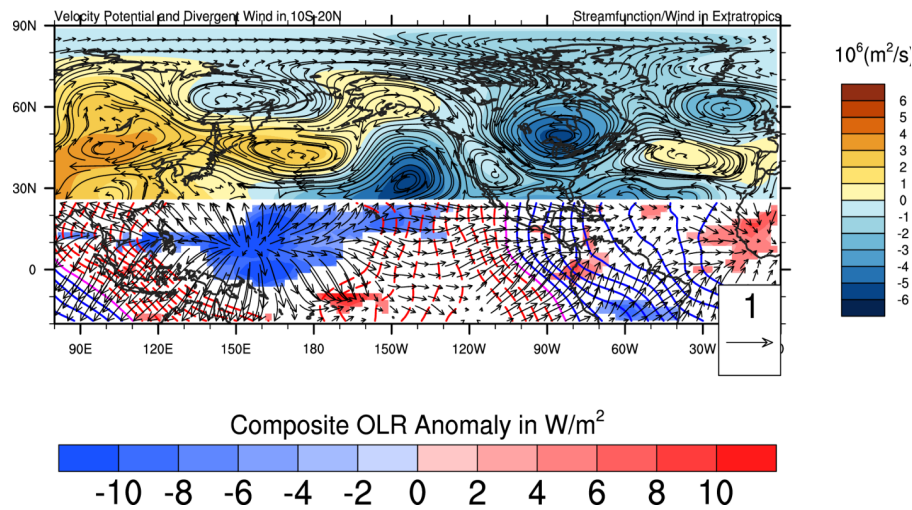 Velocity Potential and Divergent Wind in 10S-20N Streamfunction/Wind in Extratropics
90N
60N
30N
0
90E 120E 150E 180 150W 120W 90W 60W 30W
1
10⁶(m²/s)
6
5
4
3
2
1
0
-1
-2
-3
-4
-5
-6
Composite OLR Anomaly in W/m²
-10 -8 -6 -4 -2 0 2 4 6 8 10